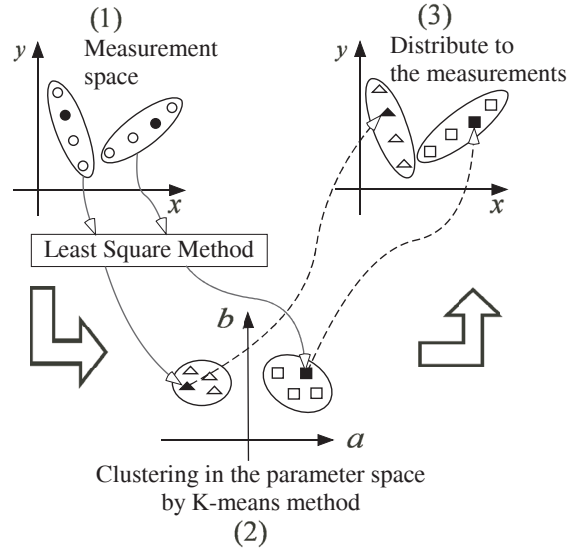 (1)
Measurement
space
y
x
(3)
Distribute to
the measurements
y
x
Least Square Method
b
a
Clustering in the parameter space
by K-means method
(2)